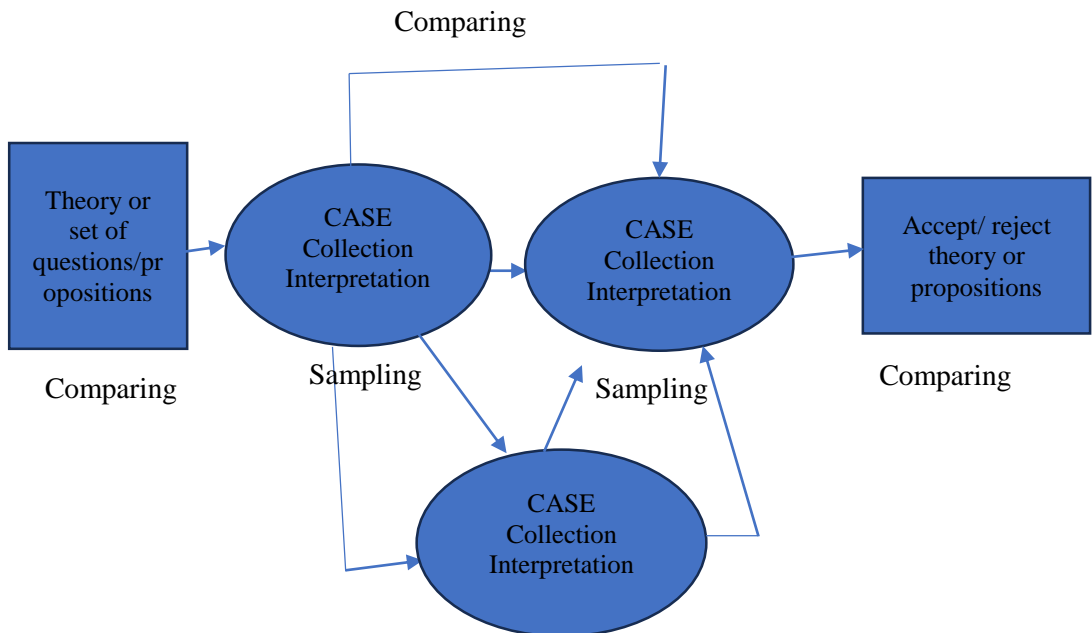 Comparing
Theory or
set of
questions/pr
opositions
CASE
Collection
Interpretation
CASE
Collection
Interpretation
Accept/ reject
theory or
propositions
Comparing
Sampling
Sampling
Comparing
CASE
Collection
Interpretation